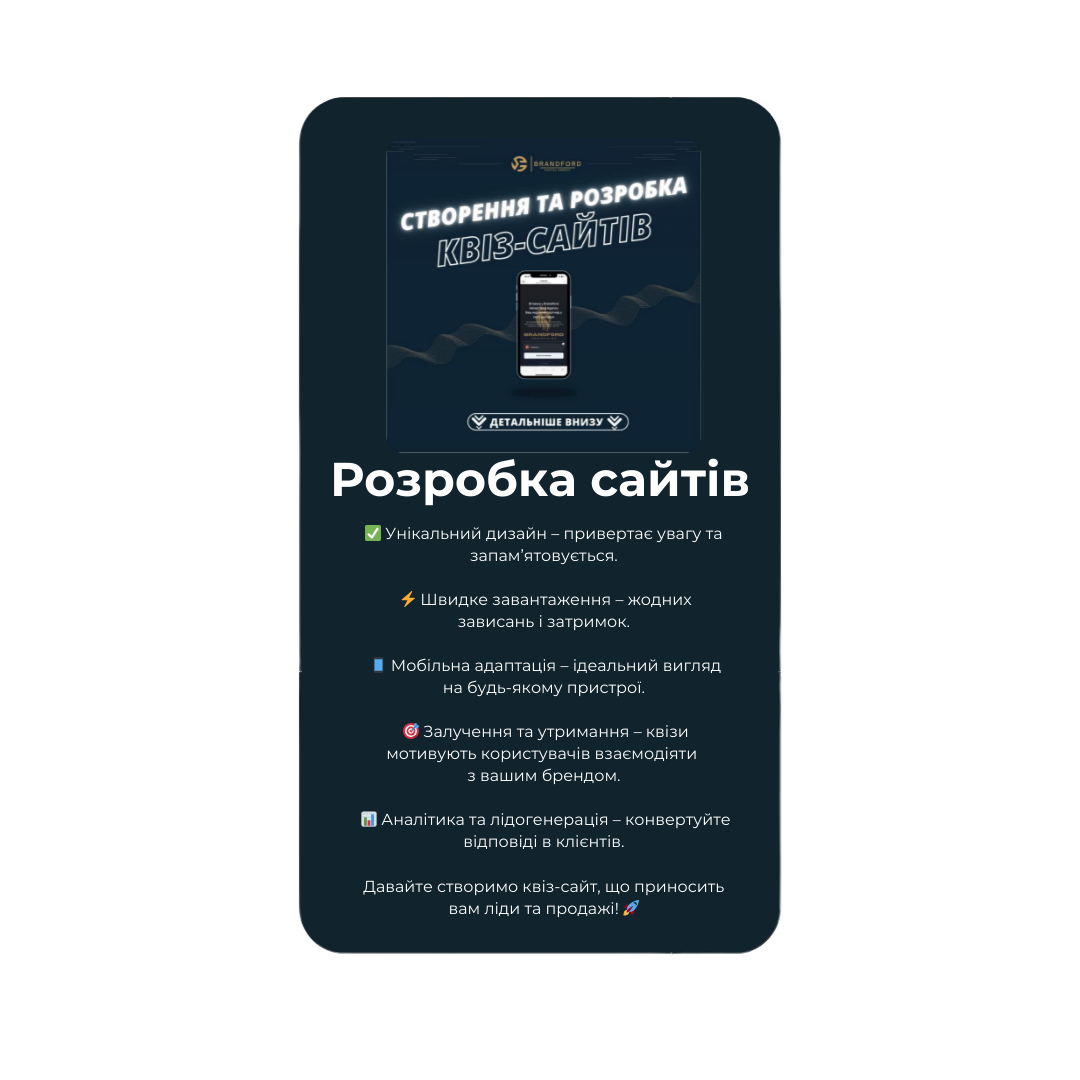 BRANDFORD
СТВОРЕННЯ ТА РОЗРОБКА
КВІЗ-САЙТІВ
BRANDFORD
ДЕТАЛЬНІШЕ ВНИЗУ
Розробка сайтів
✅ Унікальний дизайн – привертає увагу та
запам’ятовується.
⚡ Швидке завантаження – жодних
зависань і затримок.
📱 Мобільна адаптація – ідеальний вигляд
на будь-якому пристрої.
🎯 Залучення та утримання – квізи
мотивують користувачів взаємодіяти
з вашим брендом.
📊 Аналітика та лідогенерація – конвертуйте
відповіді в клієнтів.
Давайте створимо квіз-сайт, що приносить
вам ліди та продажі! 🚀